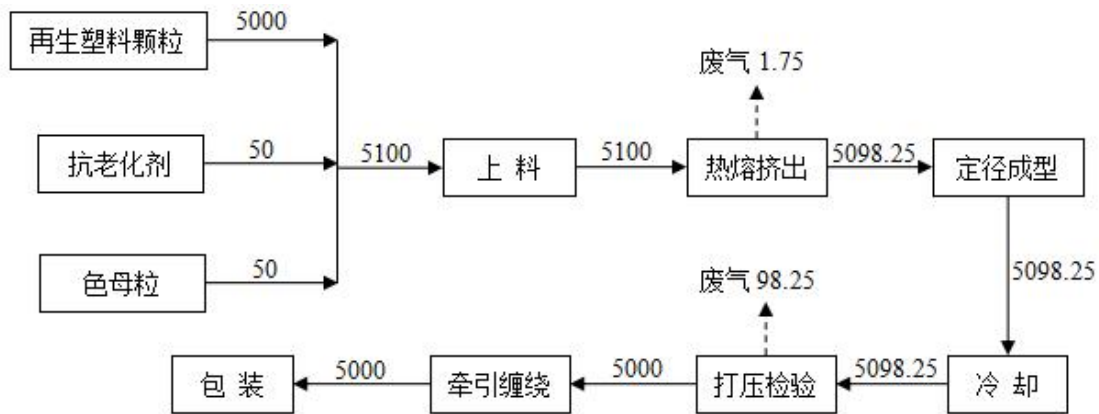 再生塑料颗粒
5000
抗老化剂
50
色母粒
50
5100
上 料
5100
废气 1.75
热熔挤出
5098.25
定径成型
5098.25
冷 却
5098.25
废气 98.25
打压检验
5000
牵引缠绕
5000
包 装